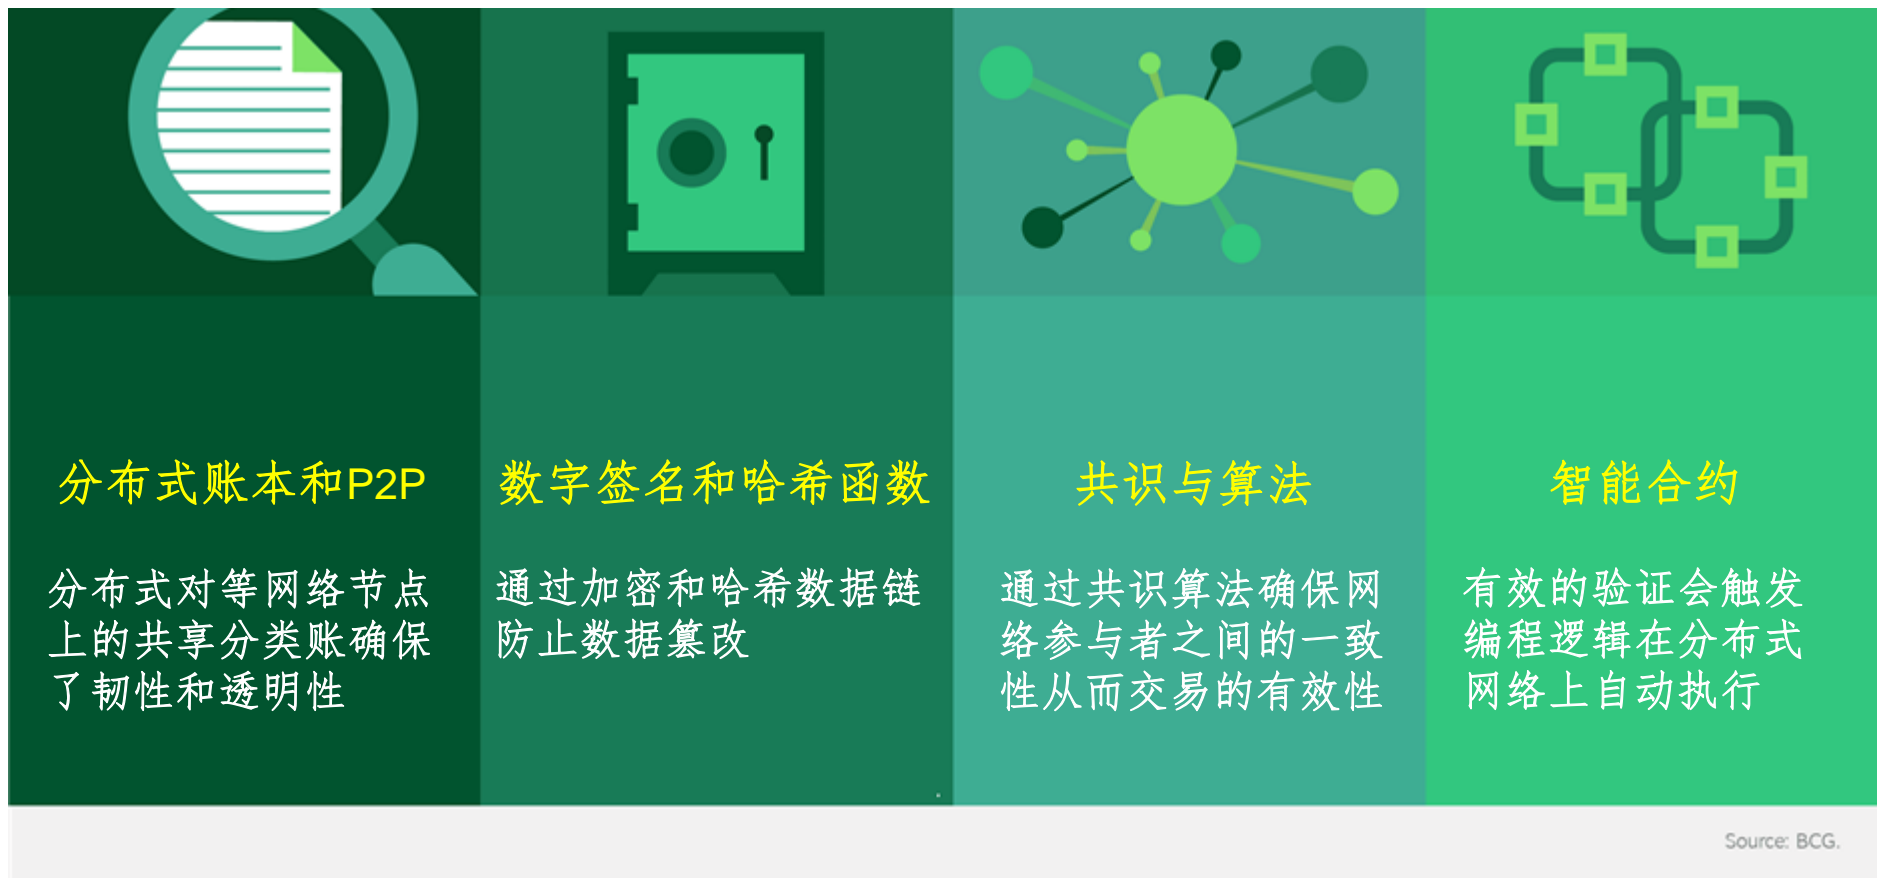 分布式账本和P2P
分布式对等网络节点
上的共享分类账确保
了韧性和透明性
数字签名和哈希函数
通过加密和哈希数据链
防止数据篡改
共识与算法
通过共识算法确保网
络参与者之间的一致
性从而交易的有效性
智能合约
有效的验证会触发
编程逻辑在分布式
网络上自动执行
Source: BCG.